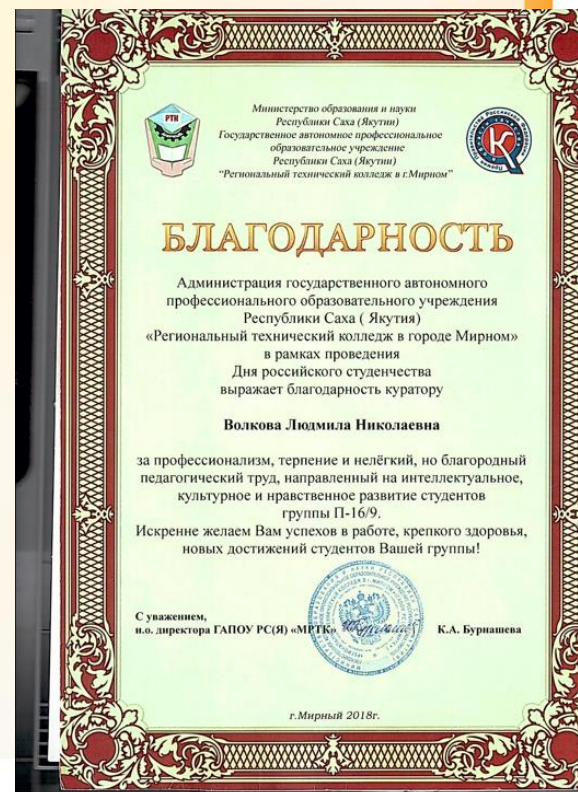 РТК
Министерство образования и науки
Республики Саха (Якутии)
Государственное автономное профессиональное
образовательное учреждение
Республики Саха (Якутии)
"Региональный технический колледж в г.Мирном"
БЛАГОДАРНОСТЬ
Администрация государственного автономного
профессионального образовательного учреждения
Республики Саха ( Якутия)
«Региональный технический колледж в городе Мирном»
в рамках проведения
Дня российского студенчества
выражает благодарность куратору
Волкова Людмила Николаевна
за профессионализм, терпение и нелёгкий, но благородный
педагогический труд, направленный на интеллектуальное,
культурное и нравственное развитие студентов
группы П-16/9.
Искренне желаем Вам успехов в работе, крепкого здоровья,
новых достижений студентов Вашей группы!
С уважением,
и.о. директора ГАПОУ РС(Я) «МРТК»
К.А. Бурнашева
г.Мирный 2018г.